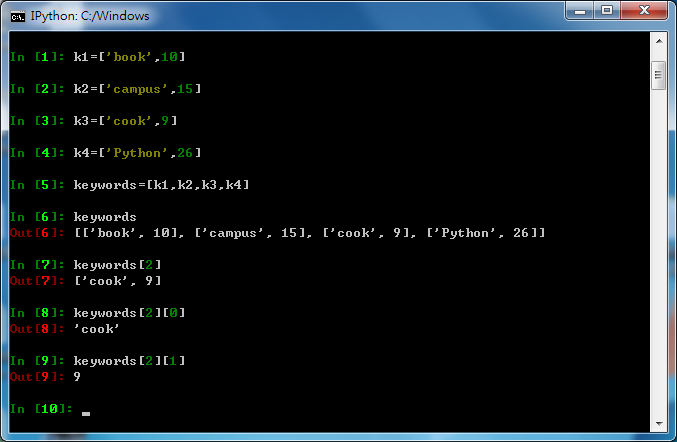 IPython: C:/Windows
In [1]: k1=['book',10]
In [2]: k2=['campus',15]
In [3]: k3=['cook',9]
In [4]: k4=['Python',26]
In [5]: keywords=[k1,k2,k3,k4]
In [6]: keywords
Out[6]: [['book', 10], ['campus', 15], ['cook', 9], ['Python', 26]]
In [7]: keywords[2]
Out[7]: ['cook', 9]
In [8]: keywords[2][0]
Out[8]: 'cook'
In [9]: keywords[2][1]
Out[9]: 9
In [10]: